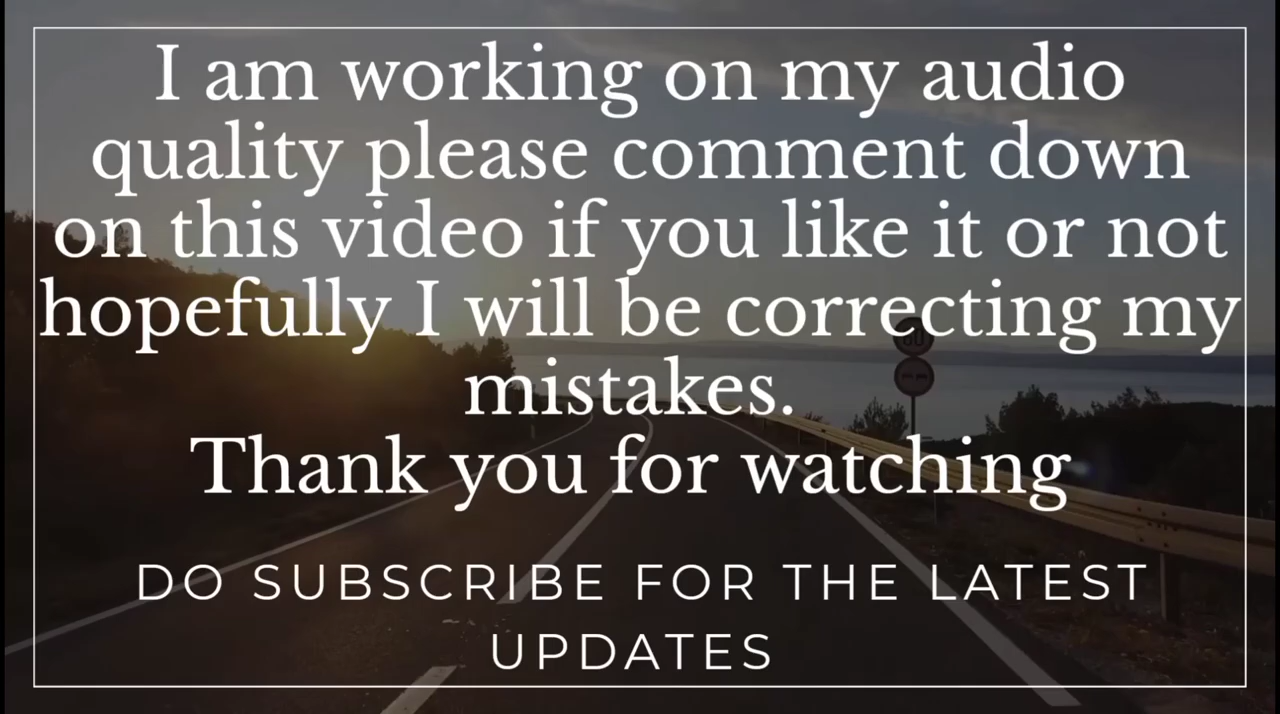 I am working on my audio
quality please comment down
on this video if you like it or not
hopefully I will be correcting my
mistakes.
Thank you for watching
DO SUBSCRIBE FOR THE LATEST
UPDATES